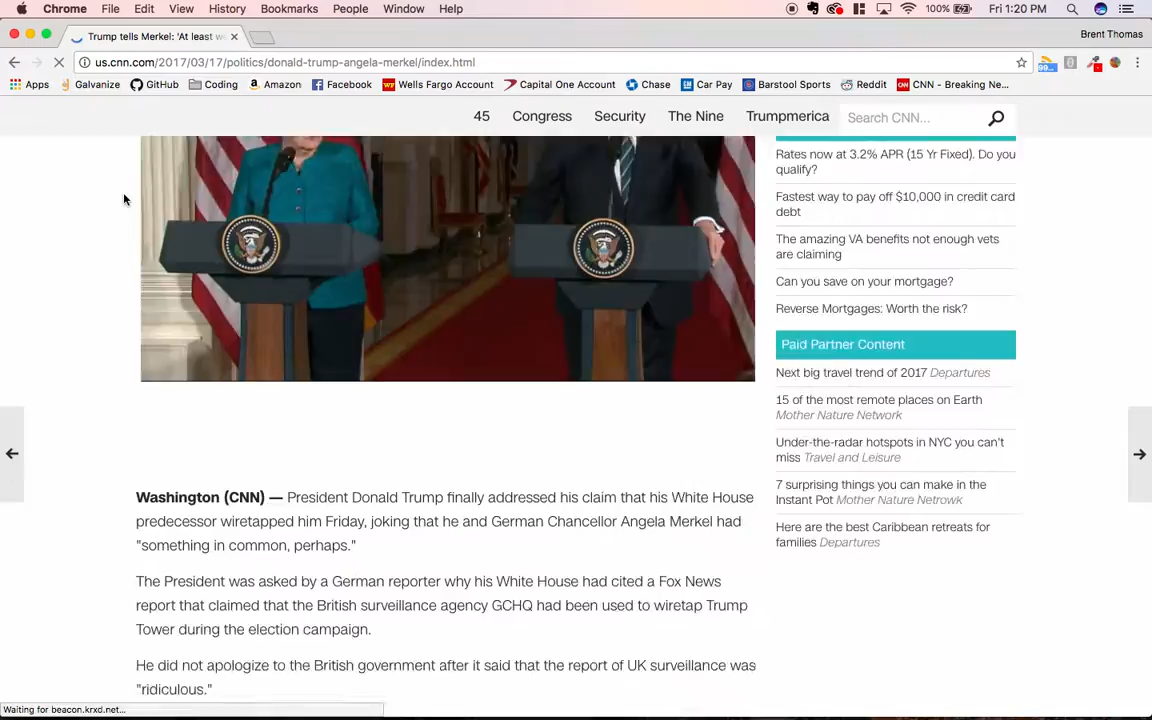 Chrome File Edit View History Bookmarks People Window Help 100% Fri 1:20 PM
Trump tells Merkel: 'At least w
Brent Thomas
us.cnn.com/2017/03/17/politics/donald-trump-angela-merkel/index.html
Apps Galvanize GitHub Coding Amazon Facebook Wells Fargo Account Capital One Account Chase Car Pay Barstool Sports Reddit CNN - Breaking Ne...
45 Congress Security The Nine Trumpmerica Search CNN...
Rates now at 3.2% APR (15 Yr Fixed). Do you
qualify?
Fastest way to pay off $10,000 in credit card
debt
The amazing VA benefits not enough vets
are claiming
Can you save on your mortgage?
Reverse Mortgages: Worth the risk?
Paid Partner Content
Next big travel trend of 2017 Departures
15 of the most remote places on Earth
Mother Nature Network
Under-the-radar hotspots in NYC you can't
miss Travel and Leisure
7 surprising things you can make in the
Instant Pot Mother Nature Netrowk
Here are the best Caribbean retreats for
families Departures
Washington (CNN) — President Donald Trump finally addressed his claim that his White House
predecessor wiretapped him Friday, joking that he and German Chancellor Angela Merkel had
"something in common, perhaps."
The President was asked by a German reporter why his White House had cited a Fox News
report that claimed that the British surveillance agency GCHQ had been used to wiretap Trump
Tower during the election campaign.
He did not apologize to the British government after it said that the report of UK surveillance was
"ridiculous."
Waiting for beacon.krxd.net...